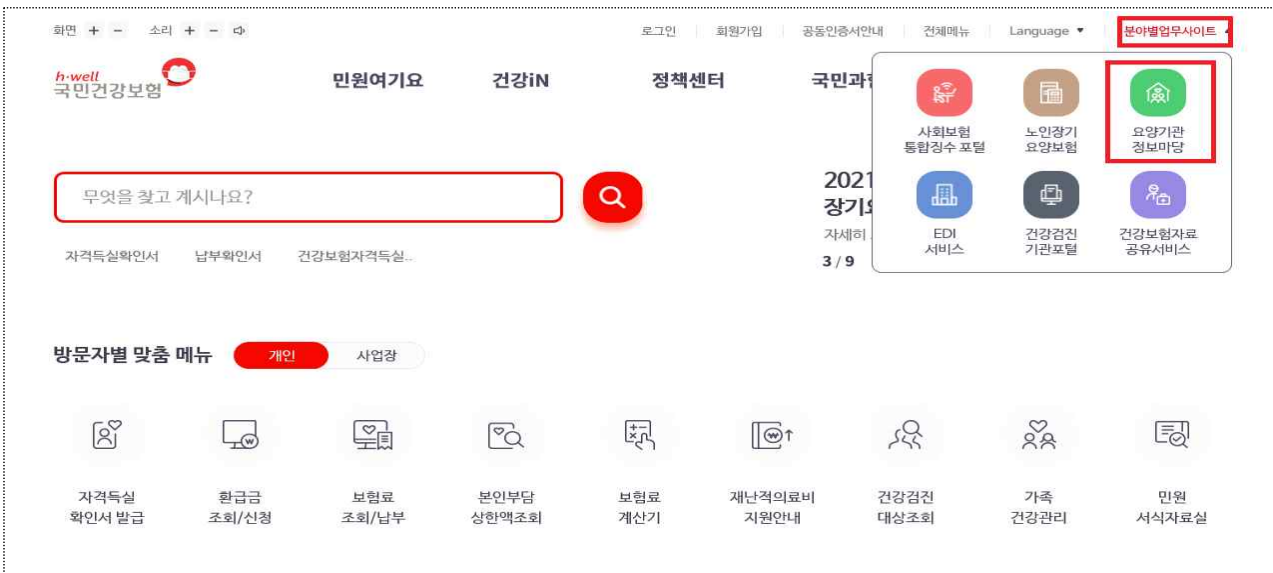 화면 + - 소리 + -
로그인 회원가입 공동인증서안내 전체메뉴 Language ▼ 분야별업무사이트
h·well
국민건강보험
민원여기요 건강iN 정책센터 국민과
사회보험
통합징수 포털
노인장기
요양보험
요양기관
정보마당
무엇을 찾고 계시나요?
2021
장기요
자세히
3 / 9
EDI
서비스
건강검진
기관포털
건강보험자료
공유서비스
자격득실확인서 납부확인서 건강보험자격득실..
방문자별 맞춤 메뉴 개인 사업장
자격득실
확인서 발급
환급금
조회/신청
보험료
조회/납부
본인부담
상한액조회
보험료
계산기
재난적의료비
지원안내
건강검진
대상조회
가족
건강관리
민원
서식자료실